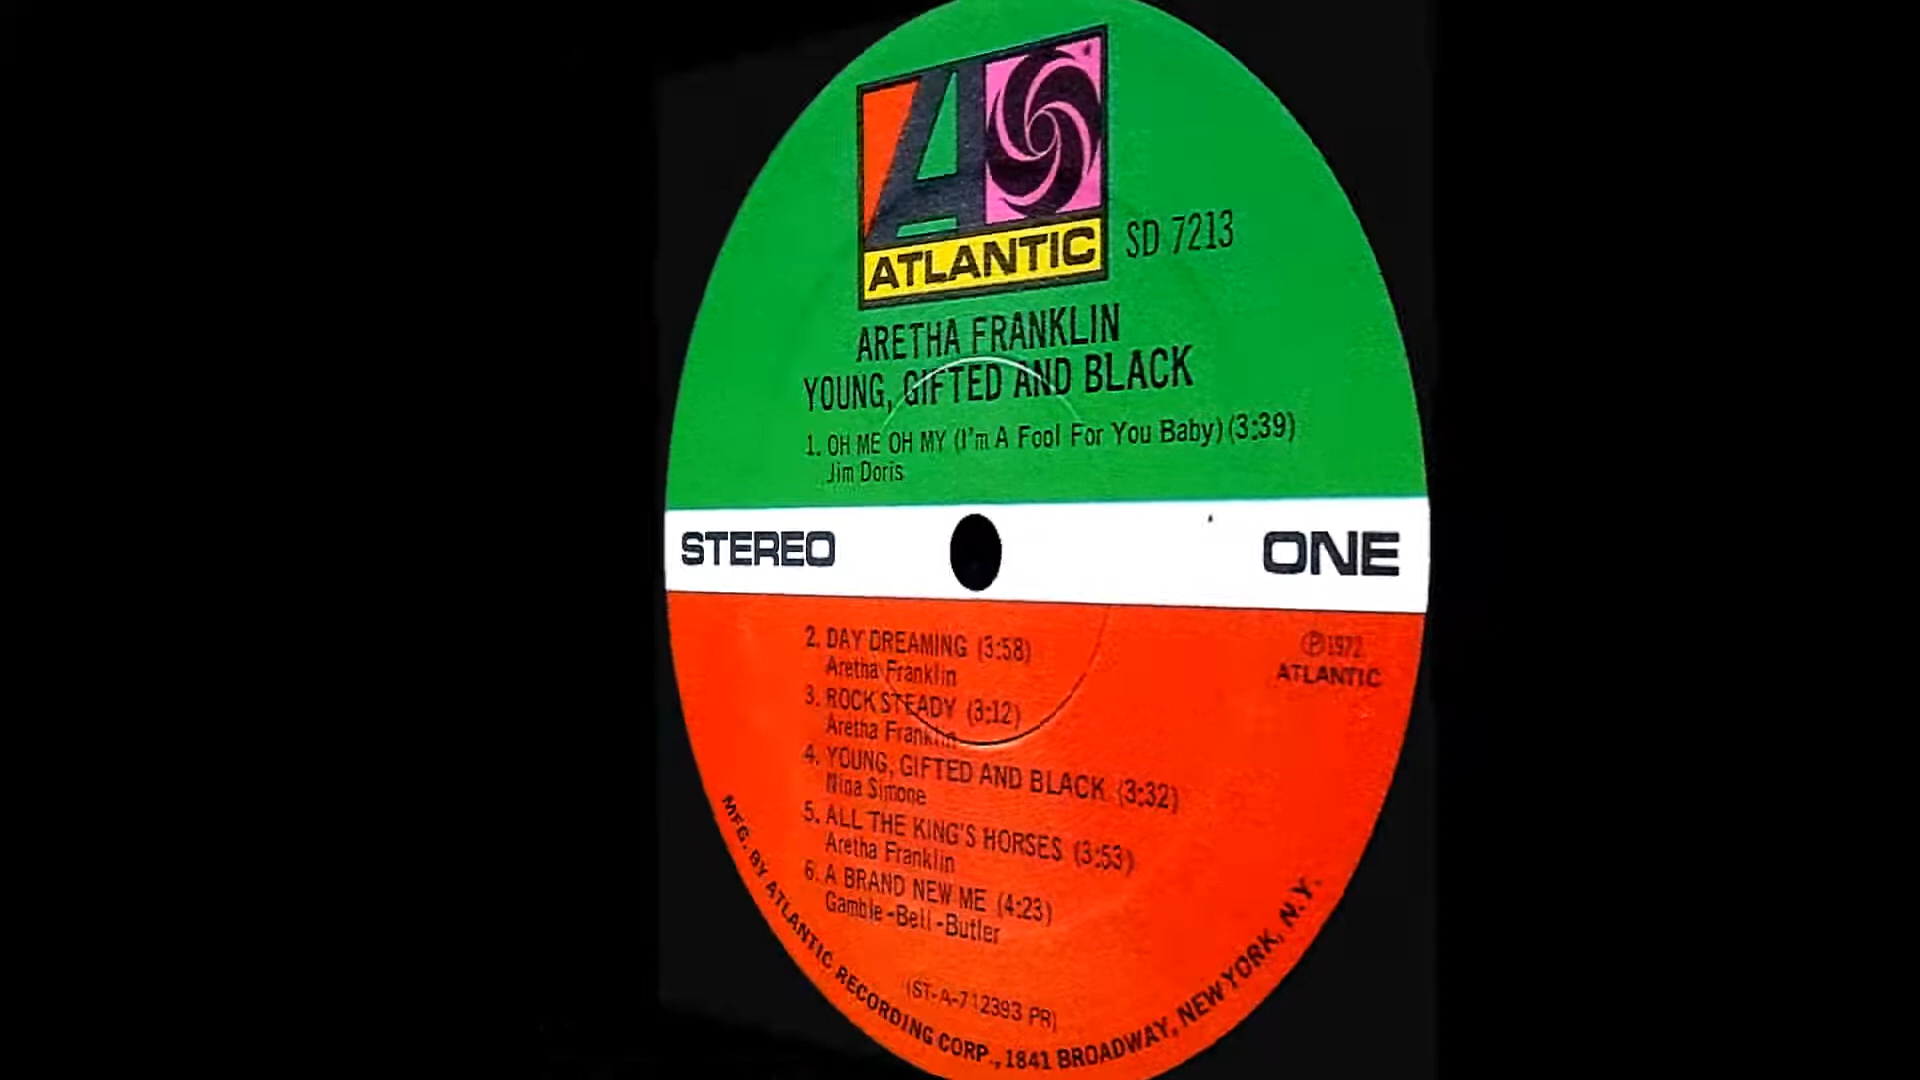 ATLANTIC
SD 7213
ARETHA FRANKLIN
YOUNG, GIFTED AND BLACK
1. OH ME OH MY (I'm A Fool For You Baby) (3:39)
Jim Doris
STEREO
ONE
2. DAY DREAMING (3:58)
Aretha Franklin
3. ROCK STEADY (3:12)
Aretha Franklin
4. YOUNG, GIFTED AND BLACK (3:32)
Nina Simone
5. ALL THE KING'S HORSES (3:53)
Aretha Franklin
6. A BRAND NEW ME (4:23)
Gamble-Bell-Butler
℗1972
ATLANTIC
(ST-A-712393 PR)
MFG. BY ATLANTIC RECORDING CORP., 1841 BROADWAY, NEW YORK, N.Y.